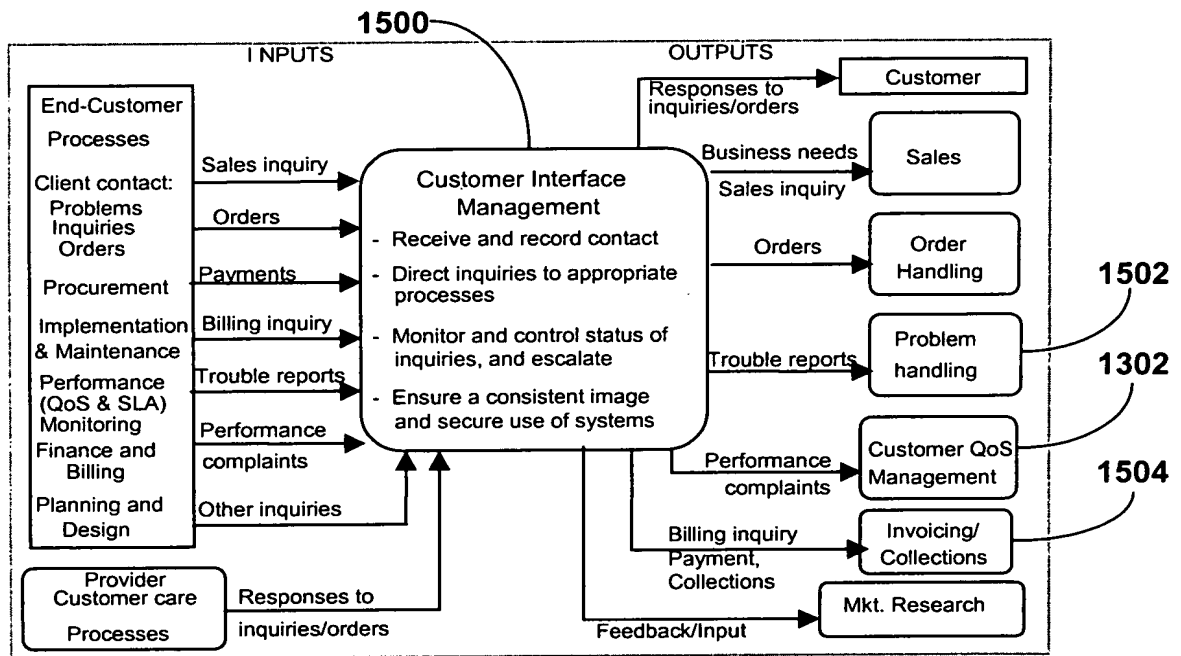 1500
INPUTS
OUTPUTS
End-Customer
Processes
Client contact:
Problems
Inquiries
Orders
Procurement
Implementation
& Maintenance
Performance
(QoS & SLA)
Monitoring
Finance and
Billing
Planning and
Design
Provider
Customer care
Processes
Sales inquiry
Orders
Payments
Billing inquiry
Trouble reports
Performance
complaints
Other inquiries
Responses to
inquiries/orders
Customer Interface
Management
- Receive and record contact
- Direct inquiries to appropriate
processes
- Monitor and control status of
inquiries, and escalate
- Ensure a consistent image
and secure use of systems
Responses to
inquiries/orders
Customer
Business needs
Sales inquiry
Sales
Orders
Order
Handling
Trouble reports
Problem
handling
1502
Performance
complaints
Customer QoS
Management
1302
Billing inquiry
Payment,
Collections
Invoicing/
Collections
1504
Feedback/Input
Mkt. Research